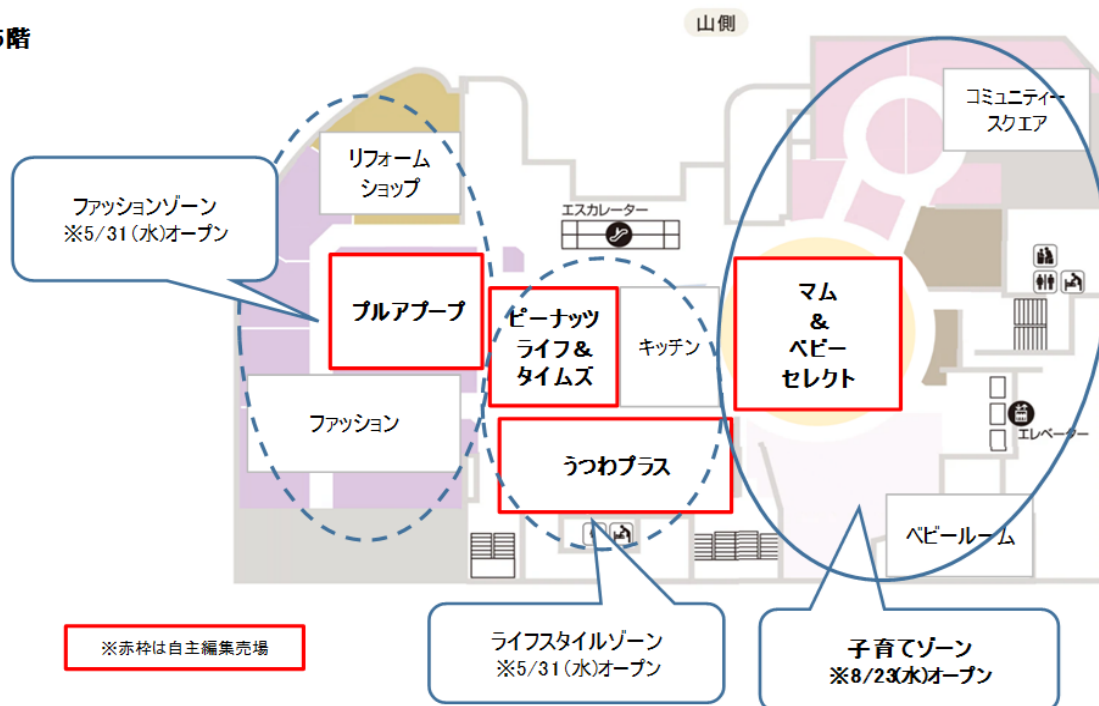 5階
山側
コミュニティー
スクエア
リフォーム
ショップ
ファッションゾーン
※5/31(水)オープン
エスカレーター
プルアプープ
ピーナッツ
ライフ&
タイムズ
キッチン
マム
&
ベビー
セレクト
ファッション
エレベーター
うつわプラス
ベビールーム
※赤枠は自主編集売場
ライフスタイルゾーン
※5/31(水)オープン
子育てゾーン
※8/23(水)オープン